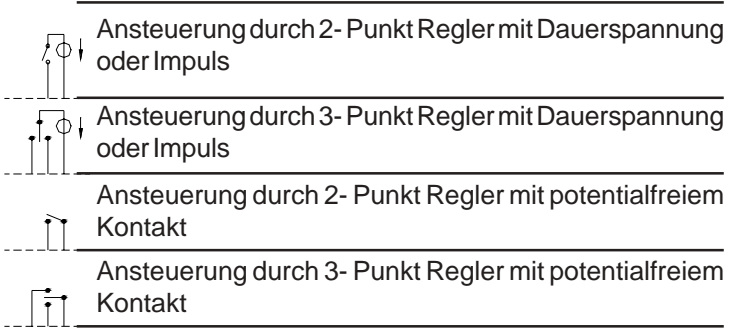 Ansteuerung durch 2- Punkt Regler mit Dauerspannung
oder Impuls
Ansteuerung durch 3- Punkt Regler mit Dauerspannung
oder Impuls
Ansteuerung durch 2- Punkt Regler mit potentialfreiem
Kontakt
Ansteuerung durch 3- Punkt Regler mit potentialfreiem
Kontakt